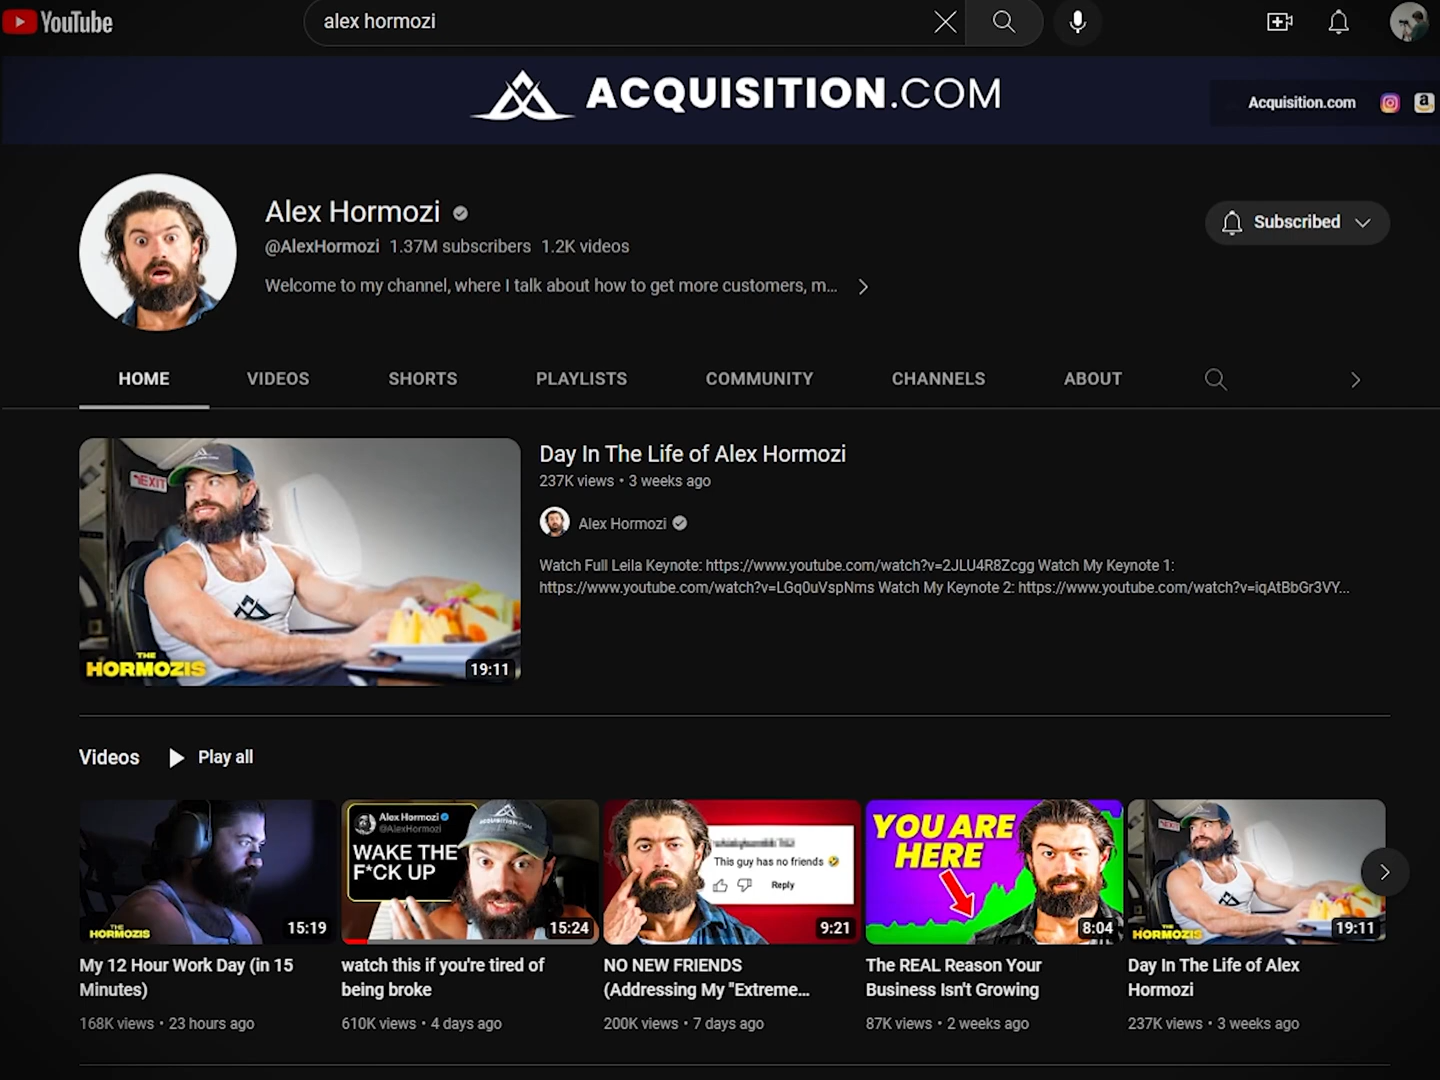 YouTube
alex hormozi
ACQUISITION.COM
Acquisition.com
Alex Hormozi
@AlexHormozi 1.37M subscribers 1.2K videos
Welcome to my channel, where I talk about how to get more customers, m...
Subscribed
HOME VIDEOS SHORTS PLAYLISTS COMMUNITY CHANNELS ABOUT
EXIT
THE
HORMOZIS
19:11
Day In The Life of Alex Hormozi
237K views • 3 weeks ago
Alex Hormozi
Watch Full Leila Keynote: https://www.youtube.com/watch?v=2JLU4R8Zcgg Watch My Keynote 1:
https://www.youtube.com/watch?v=LGq0uVspNms Watch My Keynote 2: https://www.youtube.com/watch?v=iqAtBbGr3VY...
Videos Play all
THE
HORMOZIS
15:19
My 12 Hour Work Day (in 15
Minutes)
168K views • 23 hours ago
Alex Hormozi
@AlexHormozi
WAKE THE
F*CK UP
ACQUISITION.COM
15:24
watch this if you're tired of
being broke
610K views • 4 days ago
This guy has no friends 🤣
Reply
9:21
NO NEW FRIENDS
(Addressing My "Extreme...
200K views • 7 days ago
YOU ARE
HERE
8:04
The REAL Reason Your
Business Isn't Growing
87K views • 2 weeks ago
THE
HORMOZIS
19:11
Day In The Life of Alex
Hormozi
237K views • 3 weeks ago